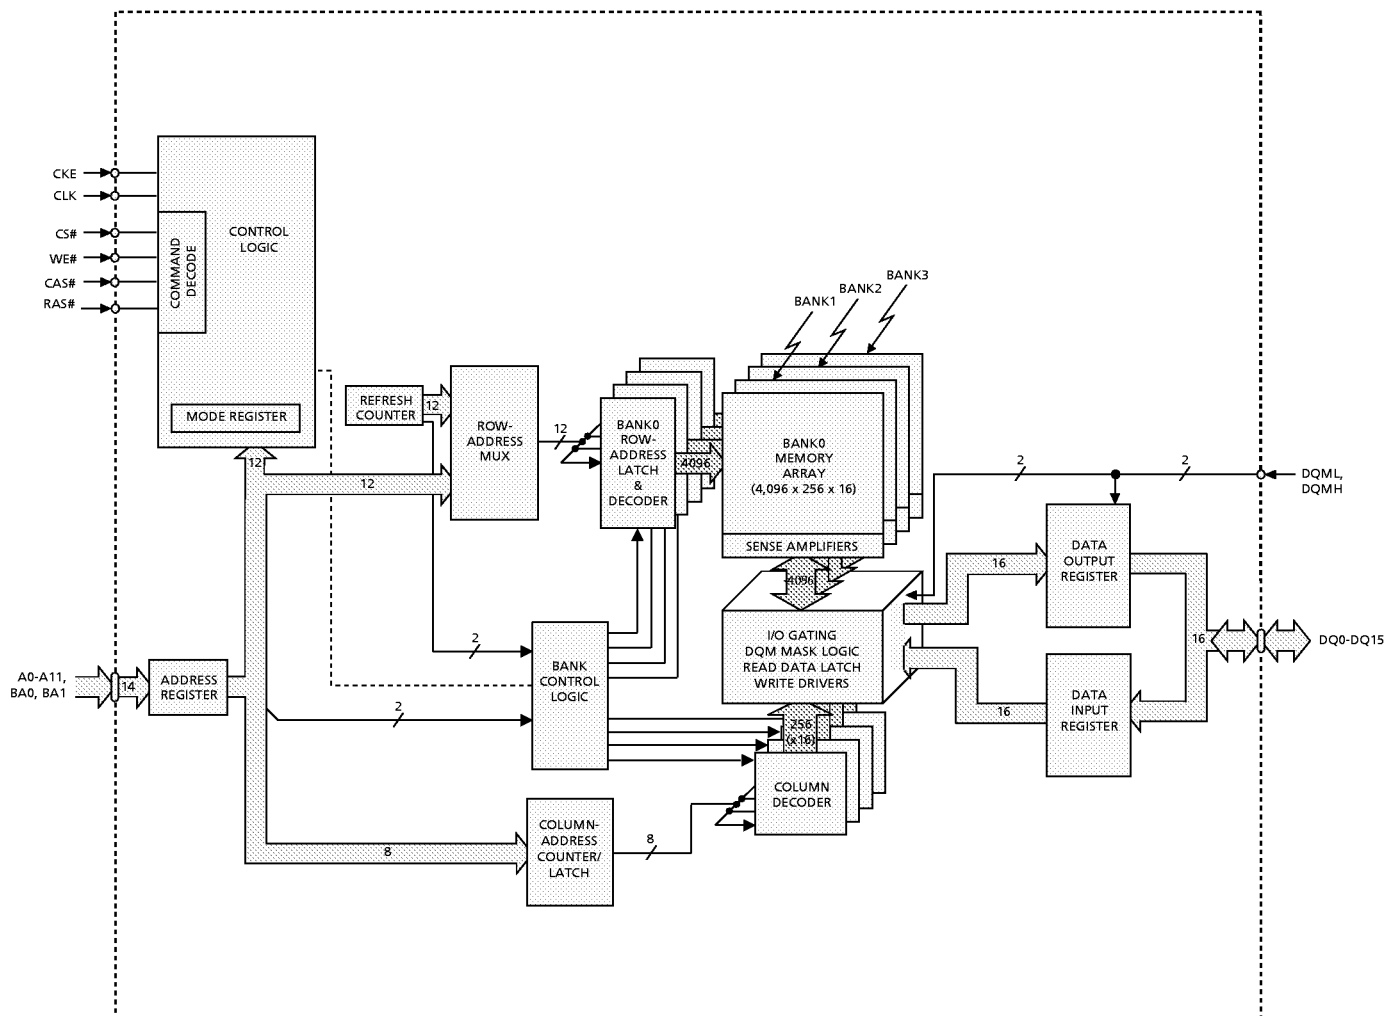 CKE
CLK
CS#
WE#
CAS#
RAS#
CONTROL
LOGIC
COMMAND
DECODE
MODE REGISTER
12
12
REFRESH
COUNTER
12
ROW-
ADDRESS
MUX
12
BANK0
ROW-
ADDRESS
LATCH
&
DECODER
4096
BANK1
BANK2
BANK3
BANK0
MEMORY
ARRAY
(4,096 x 256 x 16)
SENSE AMPLIFIERS
4096
I/O GATING
DQM MASK LOGIC
READ DATA LATCH
WRITE DRIVERS
2
2
DQML,
DQMH
16
DATA
OUTPUT
REGISTER
16
DQ0-DQ15
16
DATA
INPUT
REGISTER
A0-A11,
BA0, BA1
14
ADDRESS
REGISTER
2
2
BANK
CONTROL
LOGIC
256
(x16)
COLUMN
DECODER
8
COLUMN-
ADDRESS
COUNTER/
LATCH
8